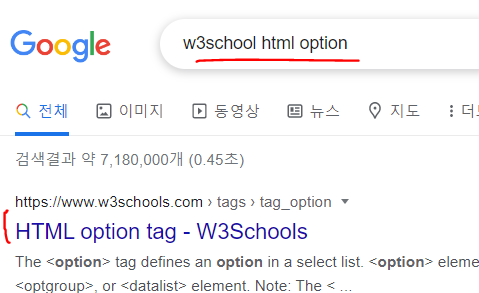 Google
w3school html option
전체 이미지 동영상 뉴스 지도
검색결과 약 7,180,000개 (0.45초)
https://www.w3schools.com › tags › tag_option
HTML option tag - W3Schools
The <option> tag defines an option in a select list. <option> eleme
<optgroup>, or <datalist> element. Note: The < ...